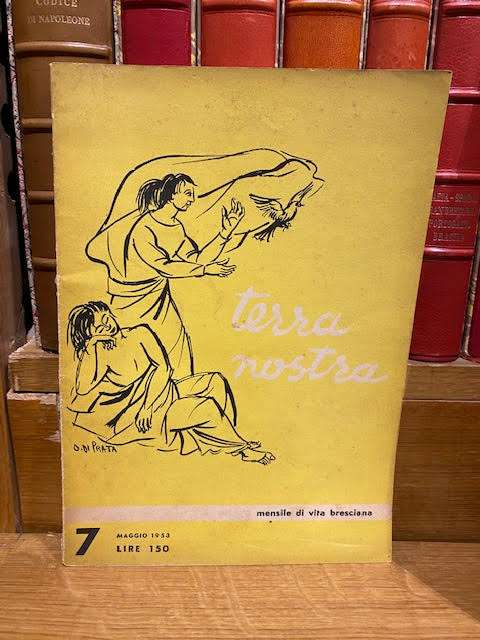 CODICE
DI NAPOLEONE
terra
nostra
O. DI PRATA
mensile di vita bresciana
7
MAGGIO 1953
LIRE 150